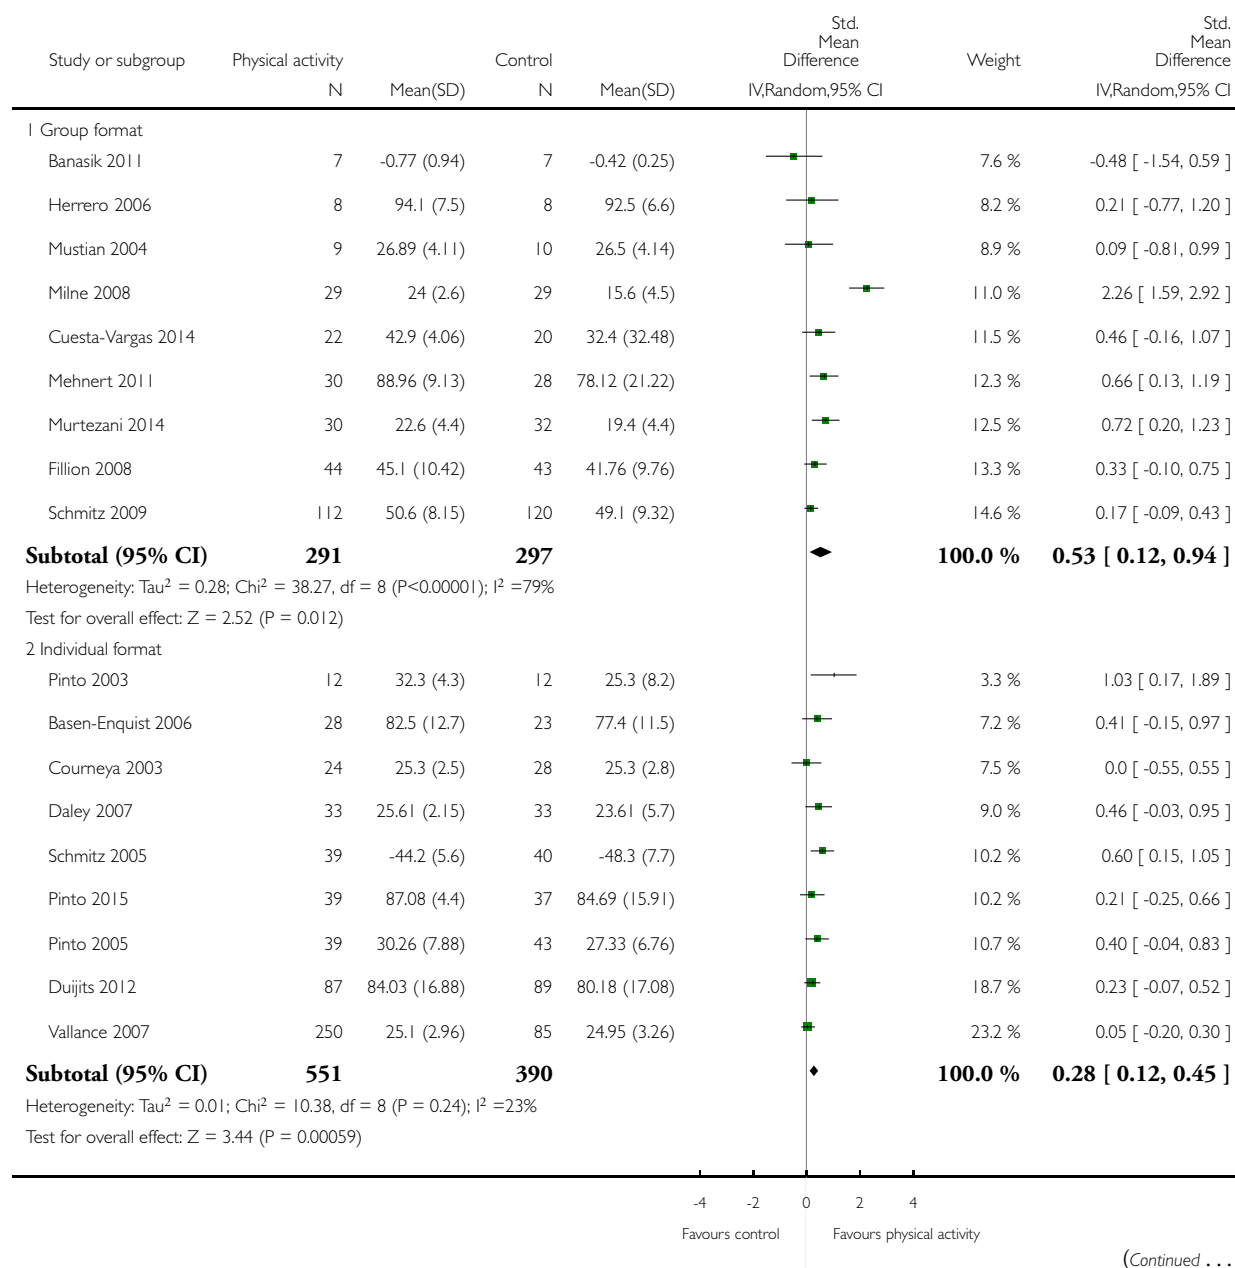 Study or subgroup Physical activity Control Std. Mean Difference Weight Std. Mean Difference
N Mean(SD) N Mean(SD) IV,Random,95% CI IV,Random,95% CI
1 Group format
Banasik 2011 7 -0.77 (0.94) 7 -0.42 (0.25) 7.6 % -0.48 [ -1.54, 0.59 ]
Herrero 2006 8 94.1 (7.5) 8 92.5 (6.6) 8.2 % 0.21 [ -0.77, 1.20 ]
Mustian 2004 9 26.89 (4.11) 10 26.5 (4.14) 8.9 % 0.09 [ -0.81, 0.99 ]
Milne 2008 29 24 (2.6) 29 15.6 (4.5) 11.0 % 2.26 [ 1.59, 2.92 ]
Cuesta-Vargas 2014 22 42.9 (4.06) 20 32.4 (32.48) 11.5 % 0.46 [ -0.16, 1.07 ]
Mehnert 2011 30 88.96 (9.13) 28 78.12 (21.22) 12.3 % 0.66 [ 0.13, 1.19 ]
Murtezani 2014 30 22.6 (4.4) 32 19.4 (4.4) 12.5 % 0.72 [ 0.20, 1.23 ]
Fillion 2008 44 45.1 (10.42) 43 41.76 (9.76) 13.3 % 0.33 [ -0.10, 0.75 ]
Schmitz 2009 112 50.6 (8.15) 120 49.1 (9.32) 14.6 % 0.17 [ -0.09, 0.43 ]
Subtotal (95% CI) 291 297 100.0 % 0.53 [ 0.12, 0.94 ]
Heterogeneity: Tau² = 0.28; Chi² = 38.27, df = 8 (P<0.00001); I² =79%
Test for overall effect: Z = 2.52 (P = 0.012)
2 Individual format
Pinto 2003 12 32.3 (4.3) 12 25.3 (8.2) 3.3 % 1.03 [ 0.17, 1.89 ]
Basen-Enquist 2006 28 82.5 (12.7) 23 77.4 (11.5) 7.2 % 0.41 [ -0.15, 0.97 ]
Courneya 2003 24 25.3 (2.5) 28 25.3 (2.8) 7.5 % 0.0 [ -0.55, 0.55 ]
Daley 2007 33 25.61 (2.15) 33 23.61 (5.7) 9.0 % 0.46 [ -0.03, 0.95 ]
Schmitz 2005 39 -44.2 (5.6) 40 -48.3 (7.7) 10.2 % 0.60 [ 0.15, 1.05 ]
Pinto 2015 39 87.08 (4.4) 37 84.69 (15.91) 10.2 % 0.21 [ -0.25, 0.66 ]
Pinto 2005 39 30.26 (7.88) 43 27.33 (6.76) 10.7 % 0.40 [ -0.04, 0.83 ]
Duijits 2012 87 84.03 (16.88) 89 80.18 (17.08) 18.7 % 0.23 [ -0.07, 0.52 ]
Vallance 2007 250 25.1 (2.96) 85 24.95 (3.26) 23.2 % 0.05 [ -0.20, 0.30 ]
Subtotal (95% CI) 551 390 100.0 % 0.28 [ 0.12, 0.45 ]
Heterogeneity: Tau² = 0.01; Chi² = 10.38, df = 8 (P = 0.24); I² =23%
Test for overall effect: Z = 3.44 (P = 0.00059)
-4 -2 0 2 4
Favours control Favours physical activity
(Continued . . .